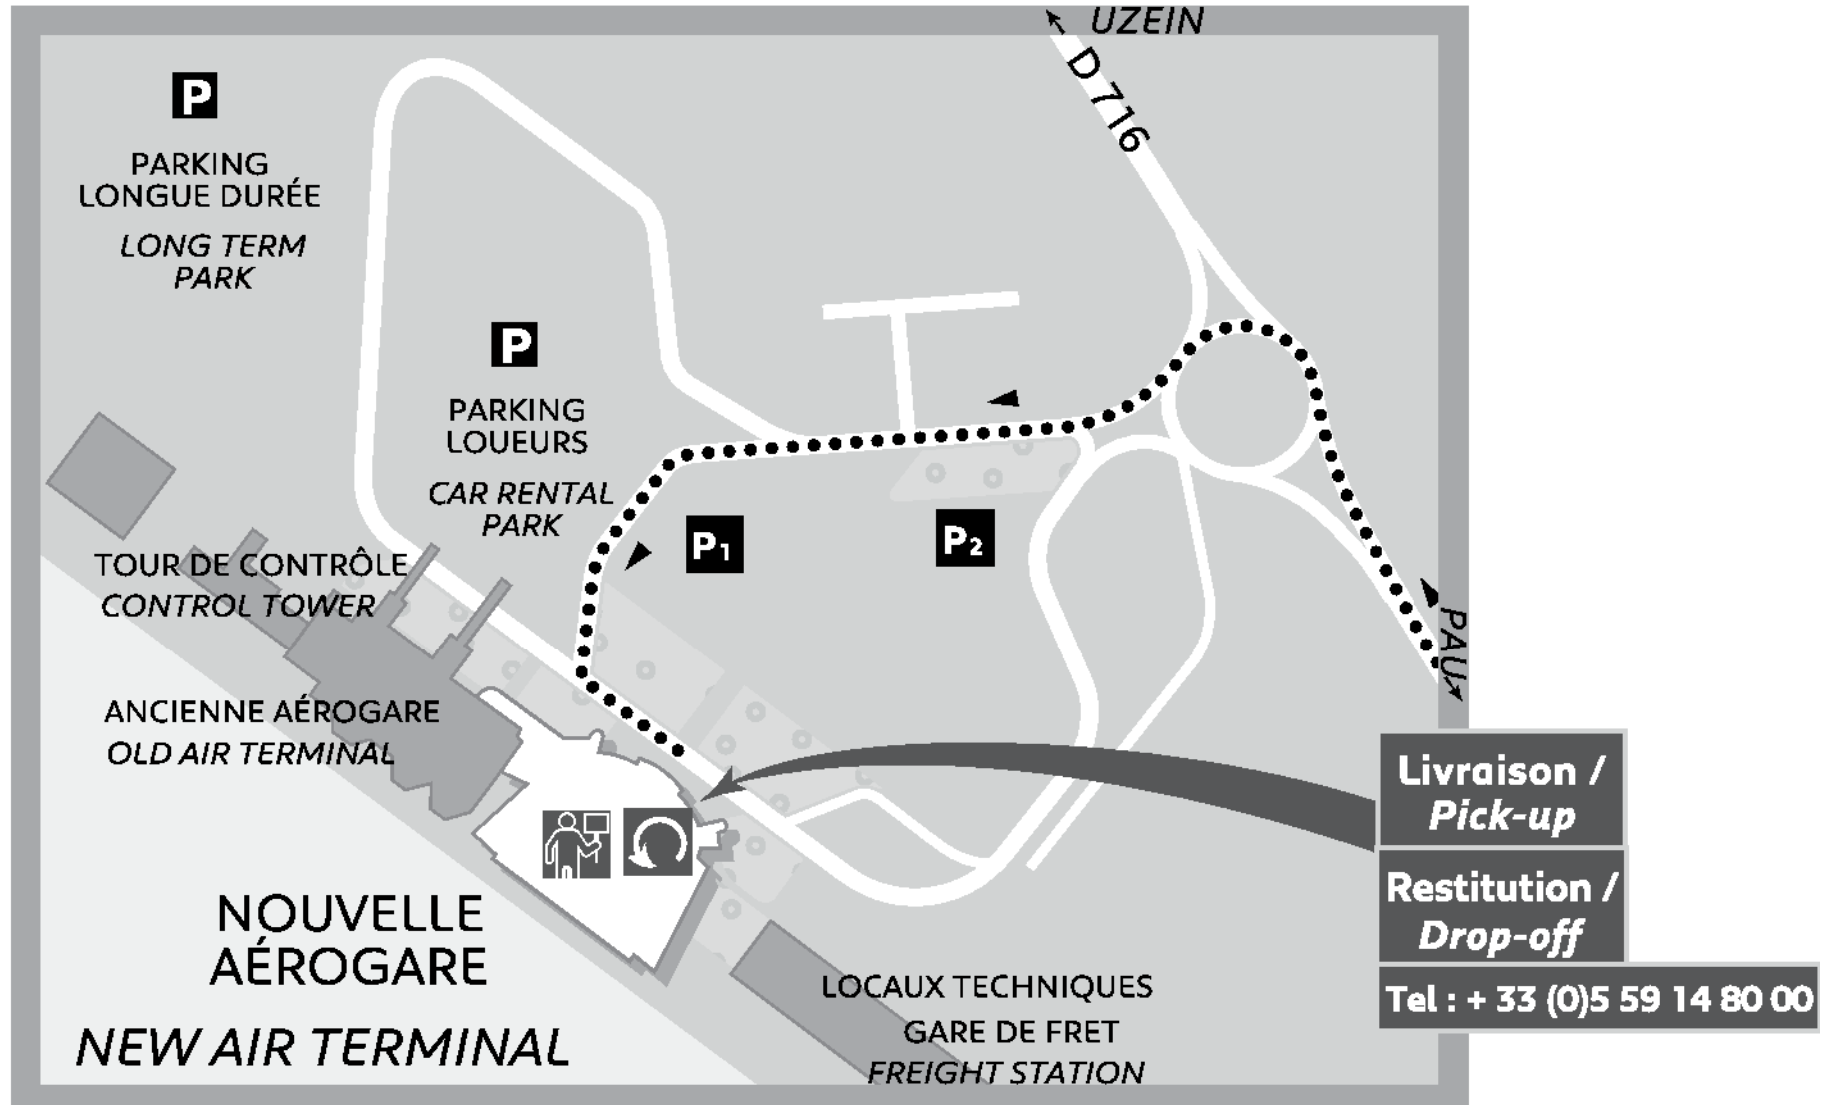 UZEIN
D 716
P
PARKING
LONGUE DURÉE
LONG TERM
PARK
P
PARKING
LOUEURS
CAR RENTAL
PARK
P1
P2
TOUR DE CONTRÔLE
CONTROL TOWER
PAU
ANCIENNE AÉROGARE
OLD AIR TERMINAL
Livraison /
Pick-up
Restitution /
Drop-off
Tel : + 33 (0)5 59 14 80 00
NOUVELLE
AÉROGARE
NEW AIR TERMINAL
LOCAUX TECHNIQUES
GARE DE FRET
FREIGHT STATION